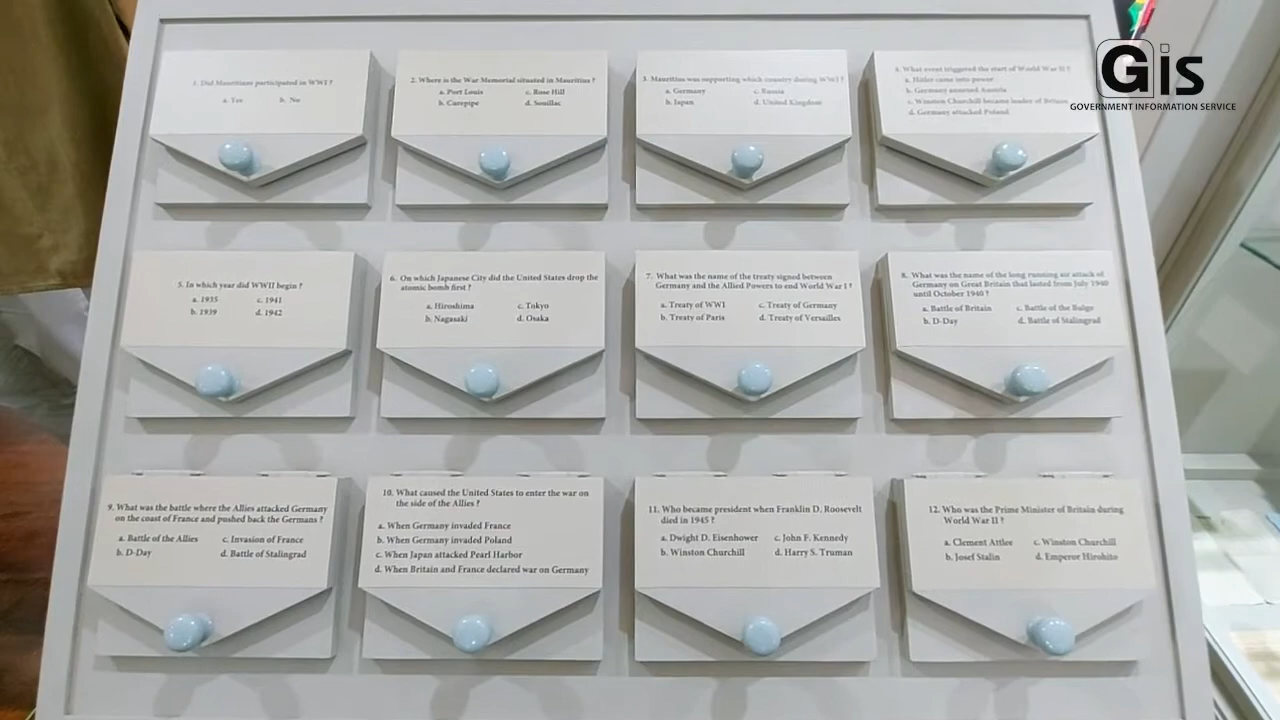 Gis
GOVERNMENT INFORMATION SERVICE
1. Did Mauritians participated in WWI ?
a. Yes b. No
2. Where is the War Memorial situated in Mauritius ?
a. Port Louis c. Rose Hill
b. Curepipe d. Souillac
3. Mauritius was supporting which country during WWI ?
a. Germany c. Russia
b. Japan d. United Kingdom
4. What event triggered the start of World War II ?
a. Hitler came into power
b. Germany annexed Austria
c. Winston Churchill became leader of Britain
d. Germany attacked Poland
5. In which year did WWII begin ?
a. 1935 c. 1941
b. 1939 d. 1942
6. On which Japanese City did the United States drop the
atomic bomb first ?
a. Hiroshima c. Tokyo
b. Nagasaki d. Osaka
7. What was the name of the treaty signed between
Germany and the Allied Powers to end World War I ?
a. Treaty of WWI c. Treaty of Germany
b. Treaty of Paris d. Treaty of Versailles
8. What was the name of the long running air attack of
Germany on Great Britain that lasted from July 1940
until October 1940 ?
a. Battle of Britain c. Battle of the Bulge
b. D-Day d. Battle of Stalingrad
9. What was the battle where the Allies attacked Germany
on the coast of France and pushed back the Germans ?
a. Battle of the Allies c. Invasion of France
b. D-Day d. Battle of Stalingrad
10. What caused the United States to enter the war on
the side of the Allies ?
a. When Germany invaded France
b. When Germany invaded Poland
c. When Japan attacked Pearl Harbor
d. When Britain and France declared war on Germany
11. Who became president when Franklin D. Roosevelt
died in 1945 ?
a. Dwight D. Eisenhower c. John F. Kennedy
b. Winston Churchill d. Harry S. Truman
12. Who was the Prime Minister of Britain during
World War II ?
a. Clement Attlee c. Winston Churchill
b. Josef Stalin d. Emperor Hirohito